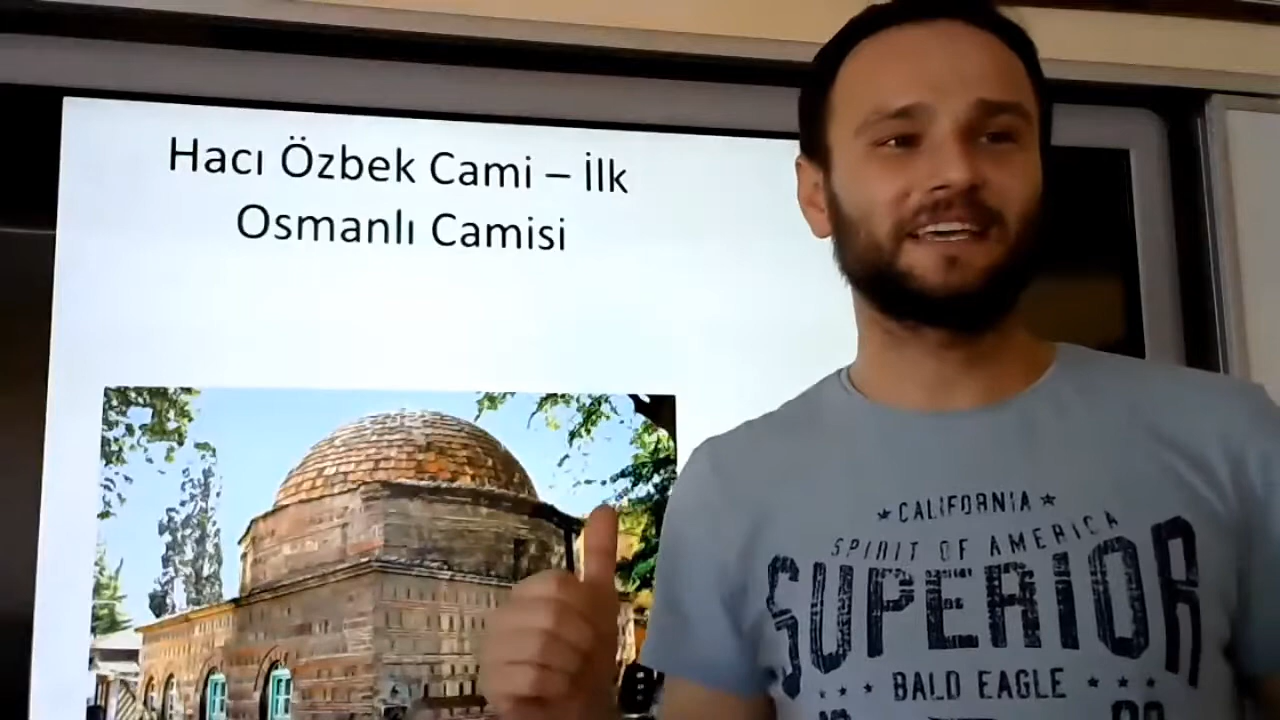 Hacı Özbek Cami – İlk
Osmanlı Camisi
CALIFORNIA
SPIRIT OF AMERICA
SUPERIOR
BALD EAGLE